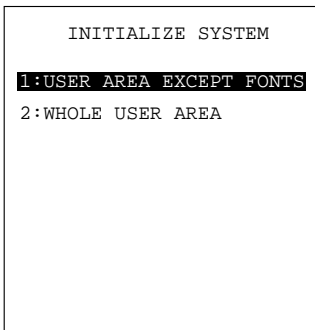 INITIALIZE SYSTEM
1:USER AREA EXCEPT FONTS
2:WHOLE USER AREA